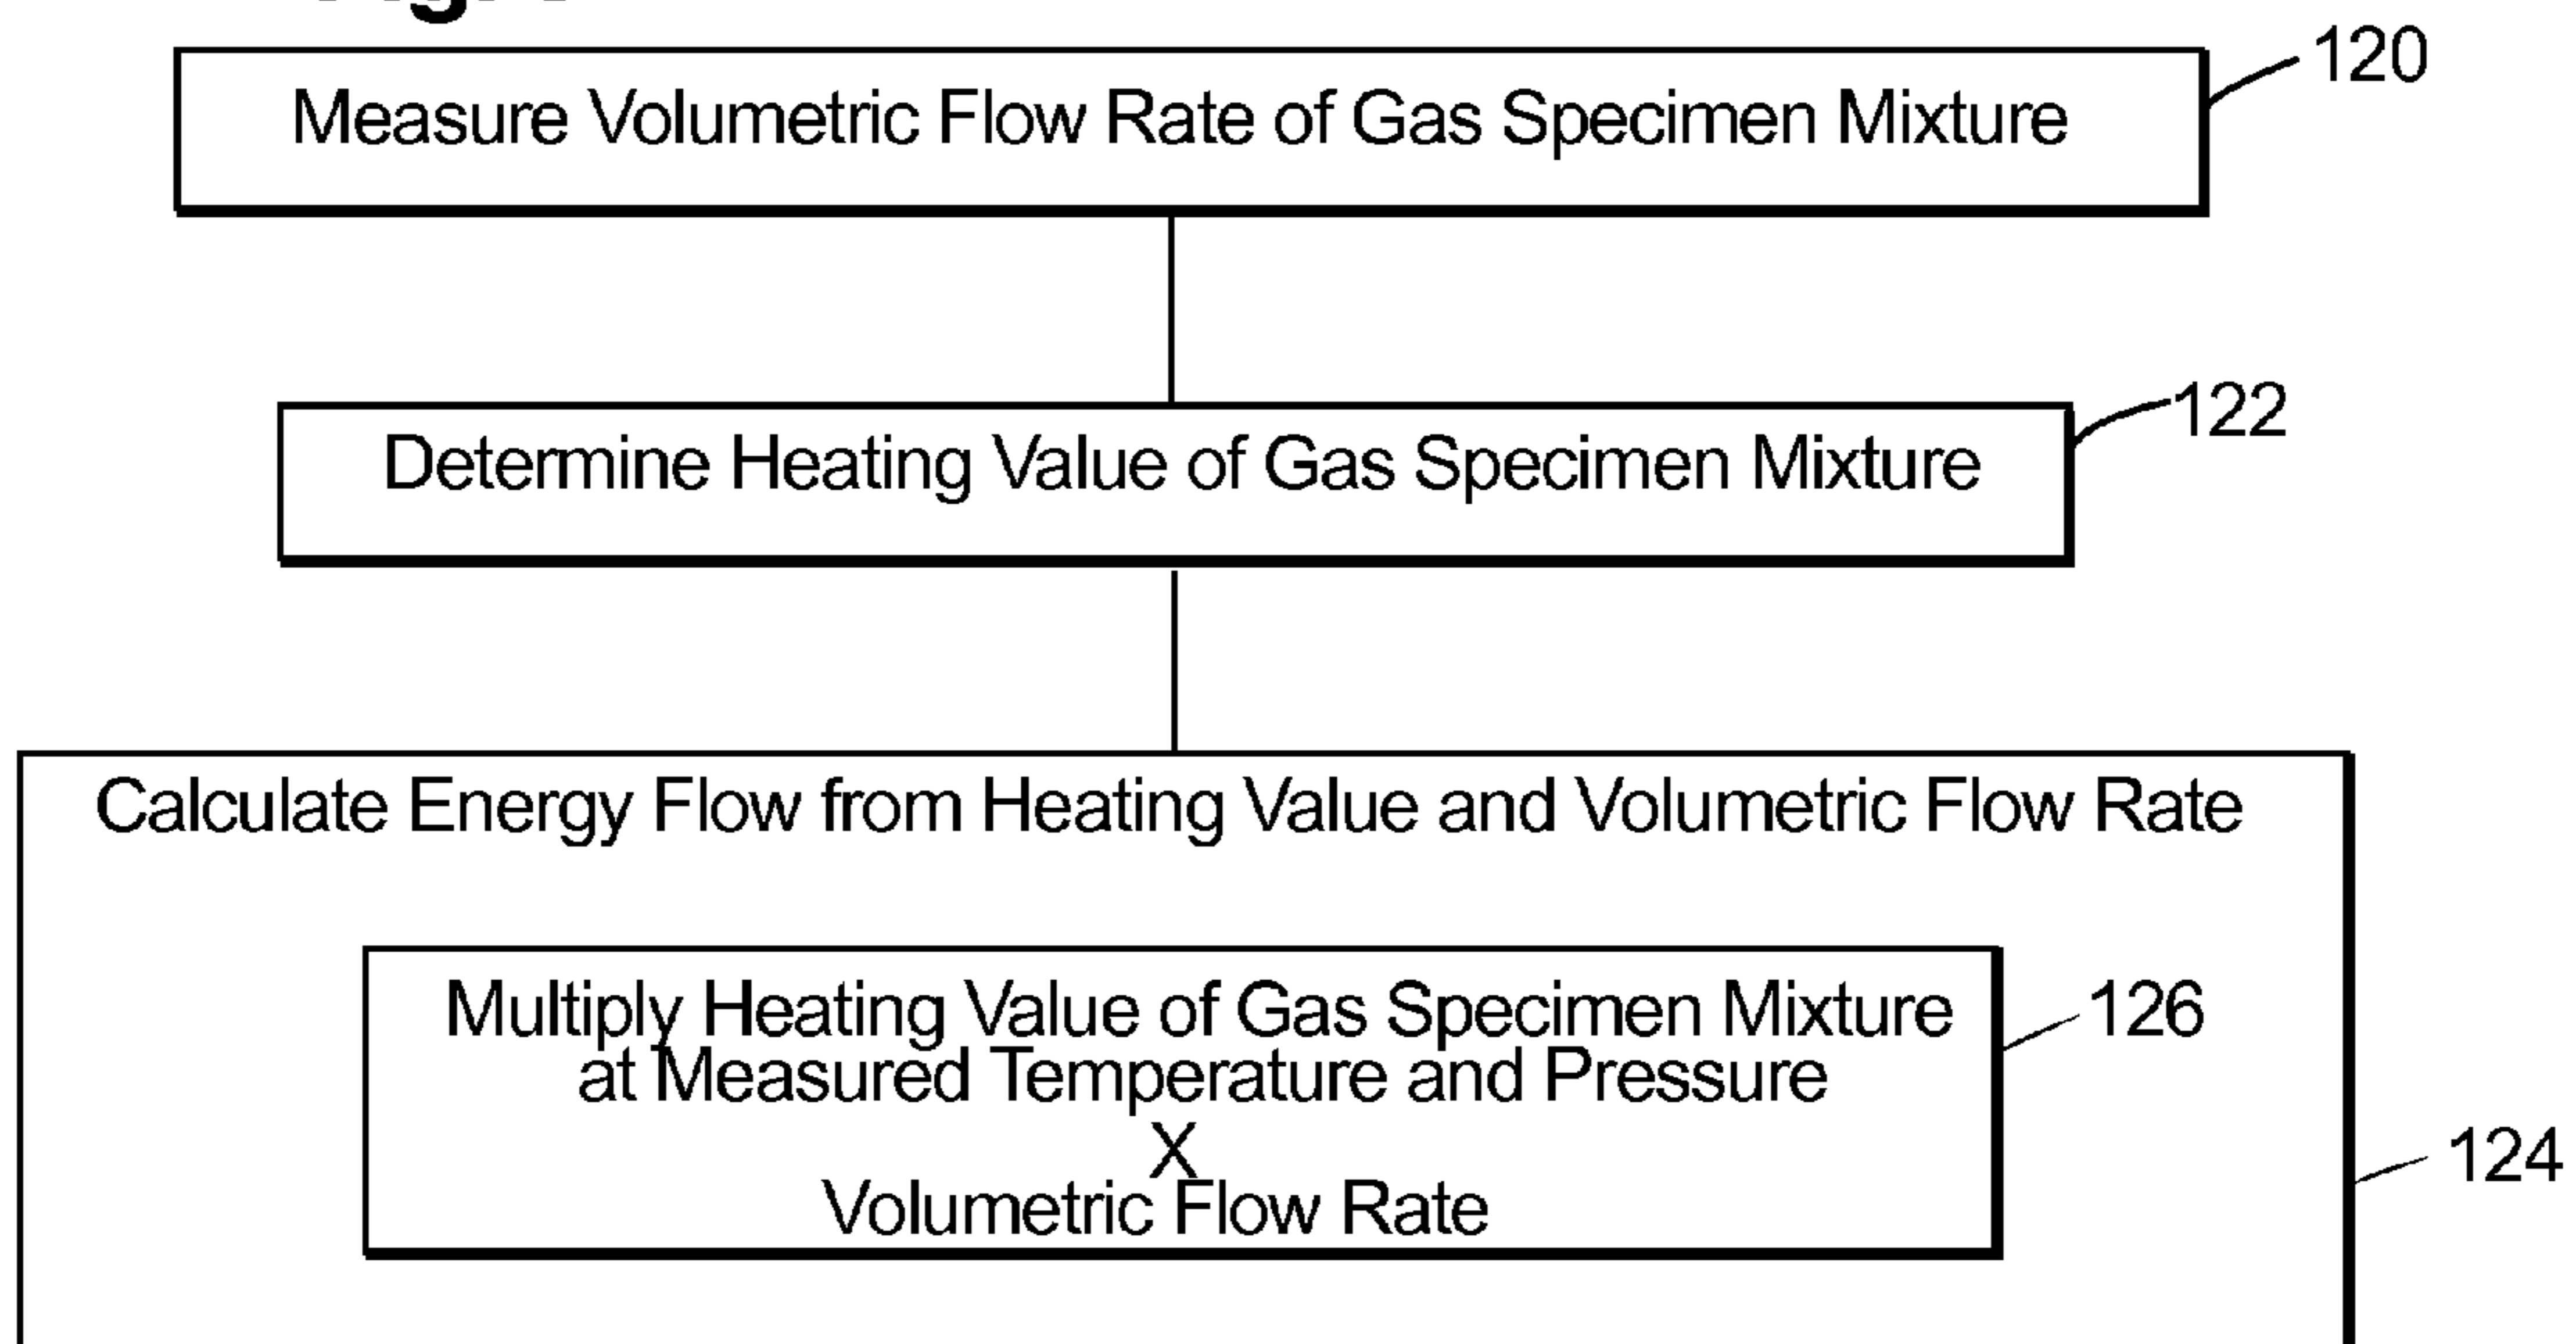 120
Measure Volumetric Flow Rate of Gas Specimen Mixture
122
Determine Heating Value of Gas Specimen Mixture
Calculate Energy Flow from Heating Value and Volumetric Flow Rate
Multiply Heating Value of Gas Specimen Mixture
126
at Measured Temperature and Pressure
X
124
Volumetric Flow Rate